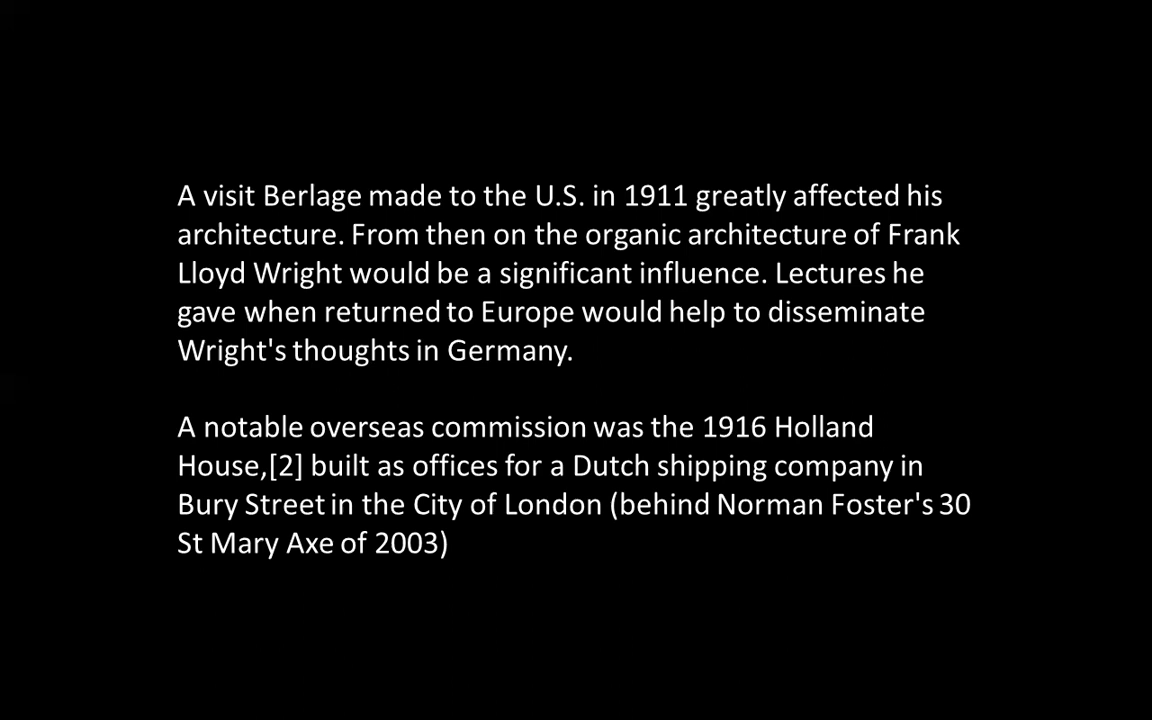 A visit Berlage made to the U.S. in 1911 greatly affected his
architecture. From then on the organic architecture of Frank
Lloyd Wright would be a significant influence. Lectures he
gave when returned to Europe would help to disseminate
Wright's thoughts in Germany.
A notable overseas commission was the 1916 Holland
House,[2] built as offices for a Dutch shipping company in
Bury Street in the City of London (behind Norman Foster's 30
St Mary Axe of 2003)